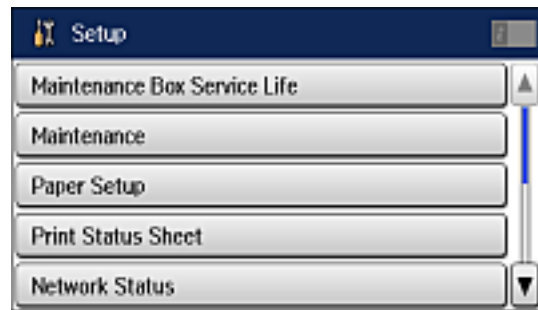 Setup
Maintenance Box Service Life
Maintenance
Paper Setup
Print Status Sheet
Network Status